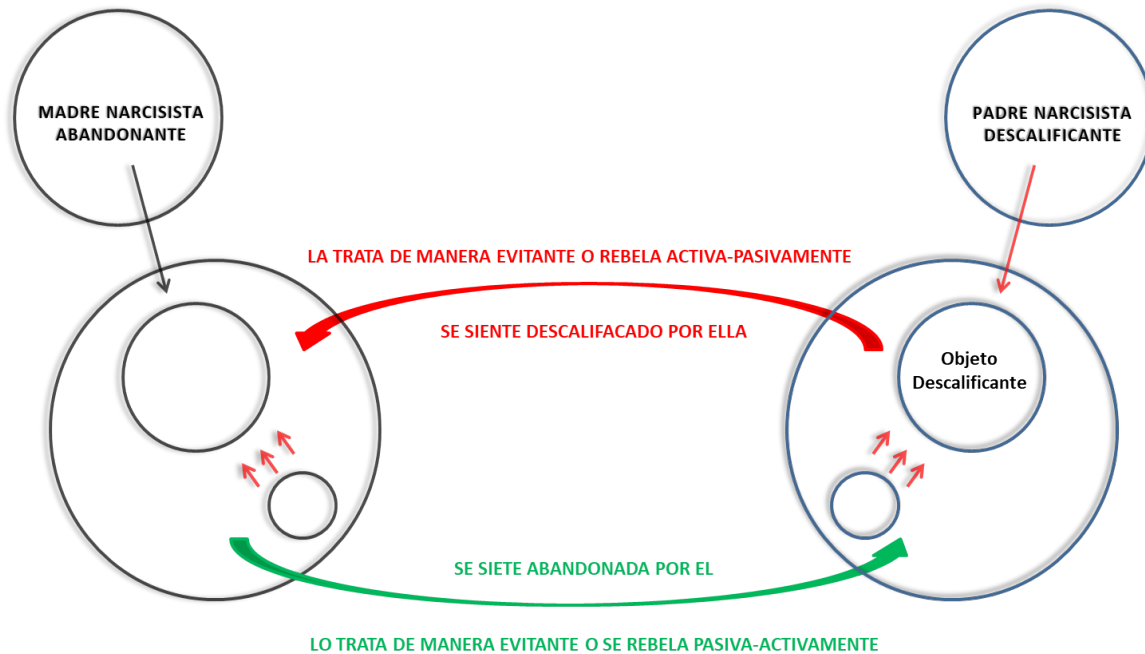 MADRE NARCISISTA
ABANDONANTE
PADRE NARCISISTA
DESCALIFICANTE
LA TRATA DE MANERA EVITANTE O REBELA ACTIVA-PASIVAMENTE
SE SIENTE DESCALIFACADO POR ELLA
Objeto
Descalificante
SE SIETE ABANDONADA POR EL
LO TRATA DE MANERA EVITANTE O SE REBELA PASIVA-ACTIVAMENTE